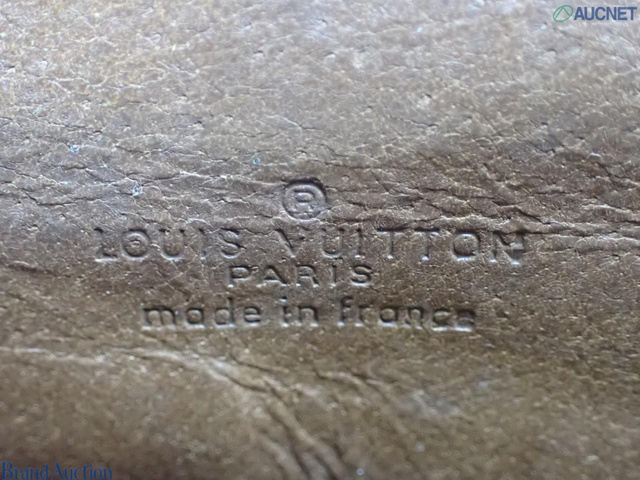 AUCNET
®
LOUIS VUITTON
PARIS
made in france
Brand Auction